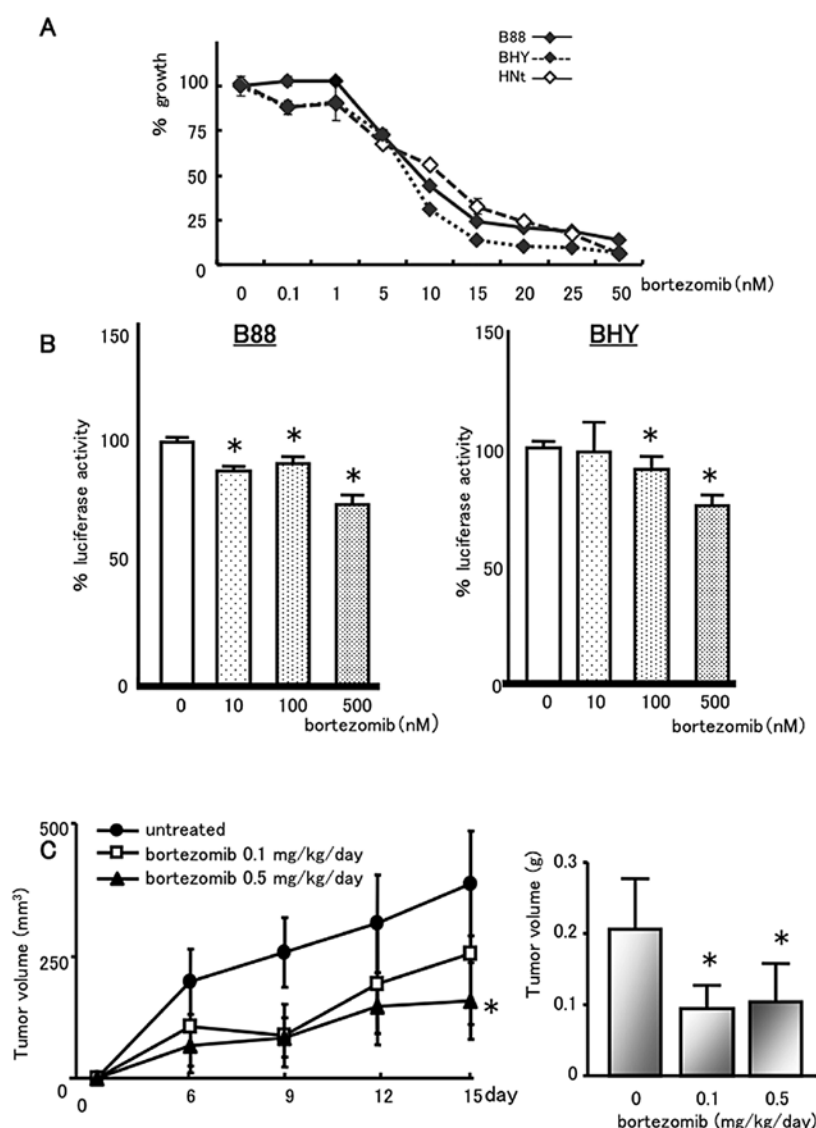 A
B88
BHY
HNt
% growth
100
75
50
25
0
0 0.1 1 5 10 15 20 25 50
bortezomib(nM)
B
B88
% luciferase activity
150
100
50
0
* * *
0 10 100 500
bortezomib(nM)
BHY
% luciferase activity
150
100
50
0
* *
0 10 100 500
bortezomib(nM)
C
untreated
bortezomib 0.1 mg/kg/day
bortezomib 0.5 mg/kg/day
Tumor volume (mm³)
500
250
0
*
0 6 9 12 15 day
Tumor volume (g)
0.3
0.2
0.1
0
* *
0 0.1 0.5
bortezomib (mg/kg/day)